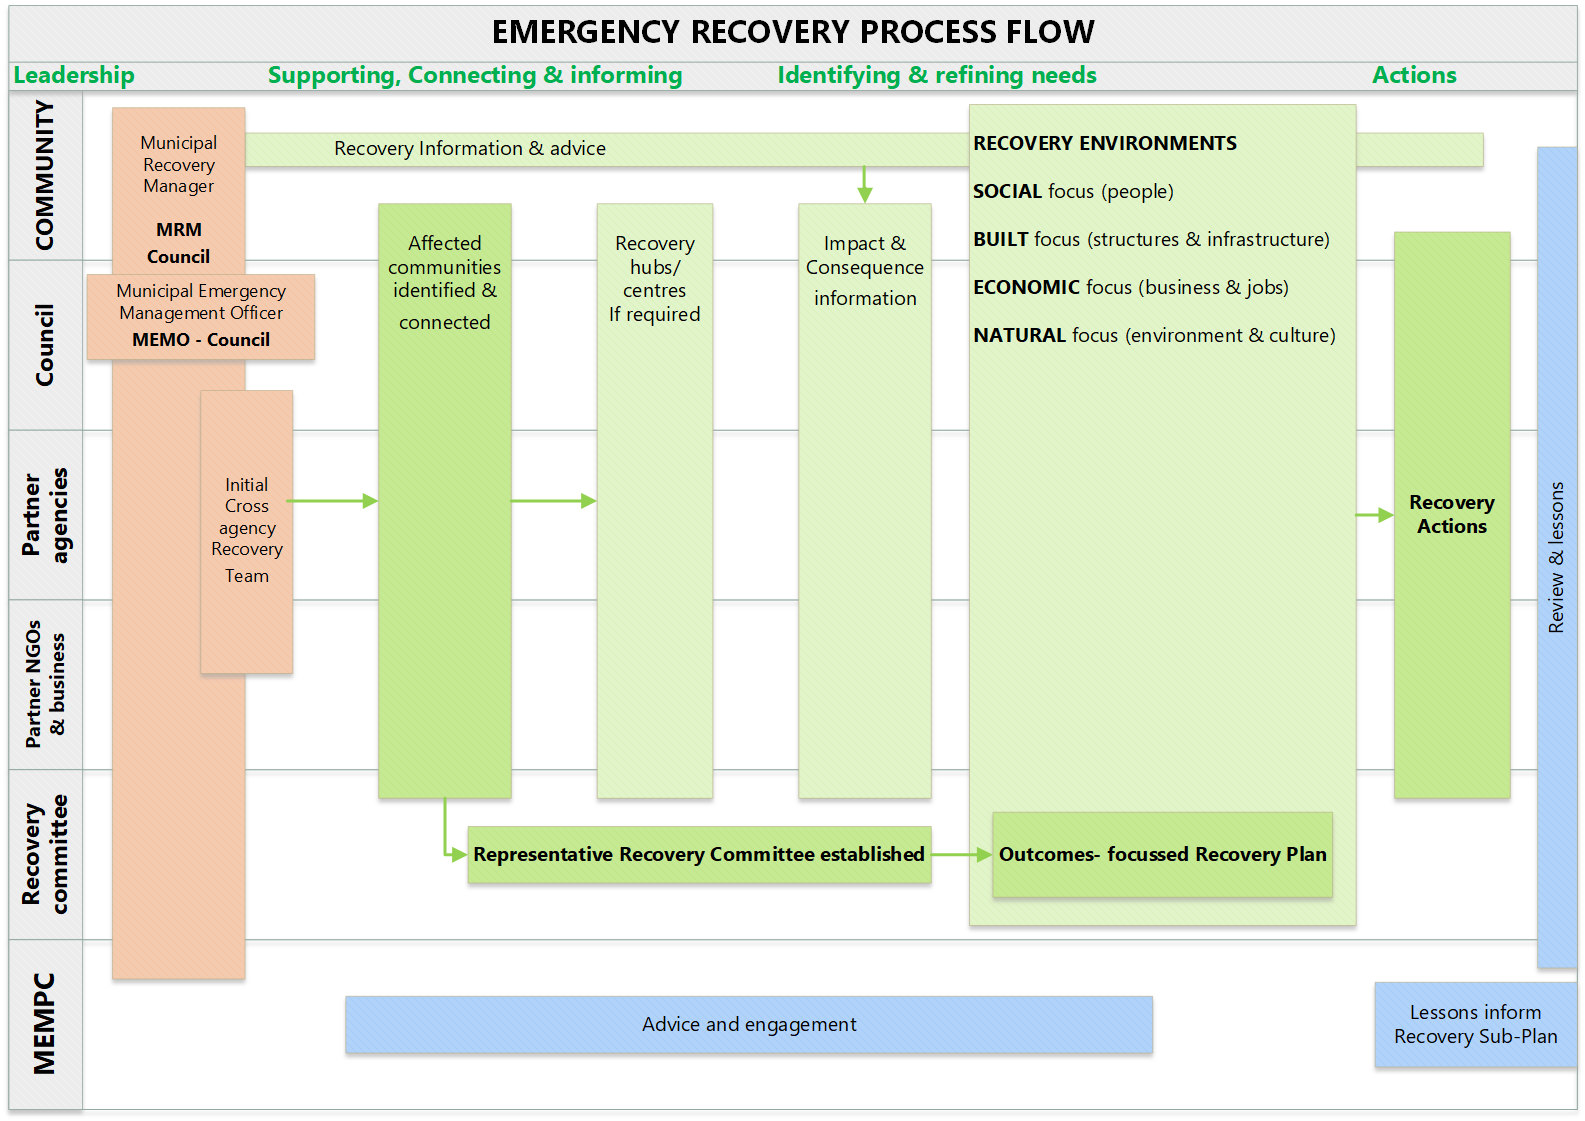 EMERGENCY RECOVERY PROCESS FLOW
Leadership
Supporting, Connecting & informing
Identifying & refining needs
Actions
COMMUNITY
Council
Partner
agencies
Partner NGOs
& business
Recovery
committee
MEMPC
Municipal
Recovery
Manager
MRM
Council
Municipal Emergency
Management Officer
MEMO - Council
Initial
Cross
agency
Recovery
Team
Recovery Information & advice
Affected
communities
identified &
connected
Recovery
hubs/
centres
If required
Impact &
Consequence
information
RECOVERY ENVIRONMENTS
SOCIAL focus (people)
BUILT focus (structures & infrastructure)
ECONOMIC focus (business & jobs)
NATURAL focus (environment & culture)
Representative Recovery Committee established
Outcomes- focussed Recovery Plan
Recovery
Actions
Review & lessons
Advice and engagement
Lessons inform
Recovery Sub-Plan